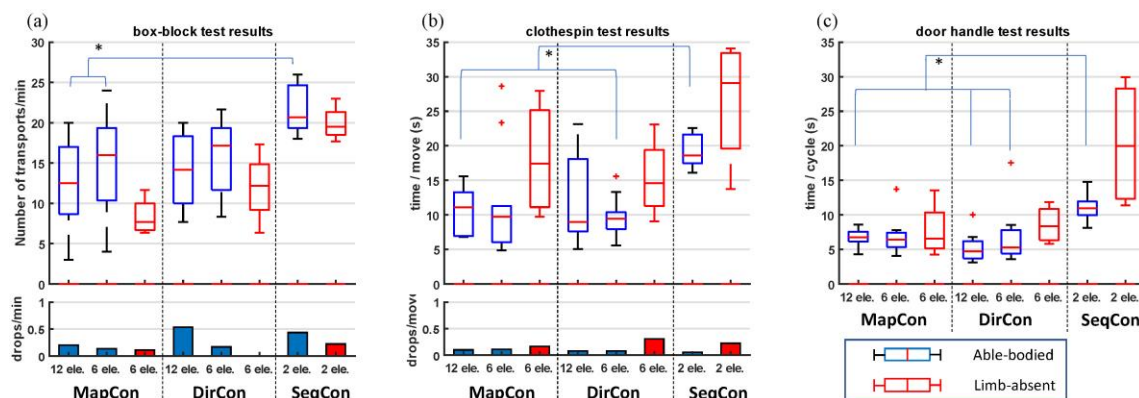 (a)
box-block test results
Number of transports/min
30
25
20
15
10
5
0
*
drops/min
1
0.5
0
12 ele. 6 ele. 6 ele. 12 ele. 6 ele. 6 ele. 2 ele. 2 ele.
MapCon DirCon SeqCon
(b)
clothespin test results
time / move (s)
35
30
25
20
15
10
5
0
*
drops/move
1
0.5
0
12 ele. 6 ele. 6 ele. 12 ele. 6 ele. 6 ele. 2 ele. 2 ele.
MapCon DirCon SeqCon
(c)
door handle test results
time / cycle (s)
35
30
25
20
15
10
5
0
*
12 ele. 6 ele. 6 ele. 12 ele. 6 ele. 6 ele. 2 ele. 2 ele.
MapCon DirCon SeqCon
Able-bodied
Limb-absent